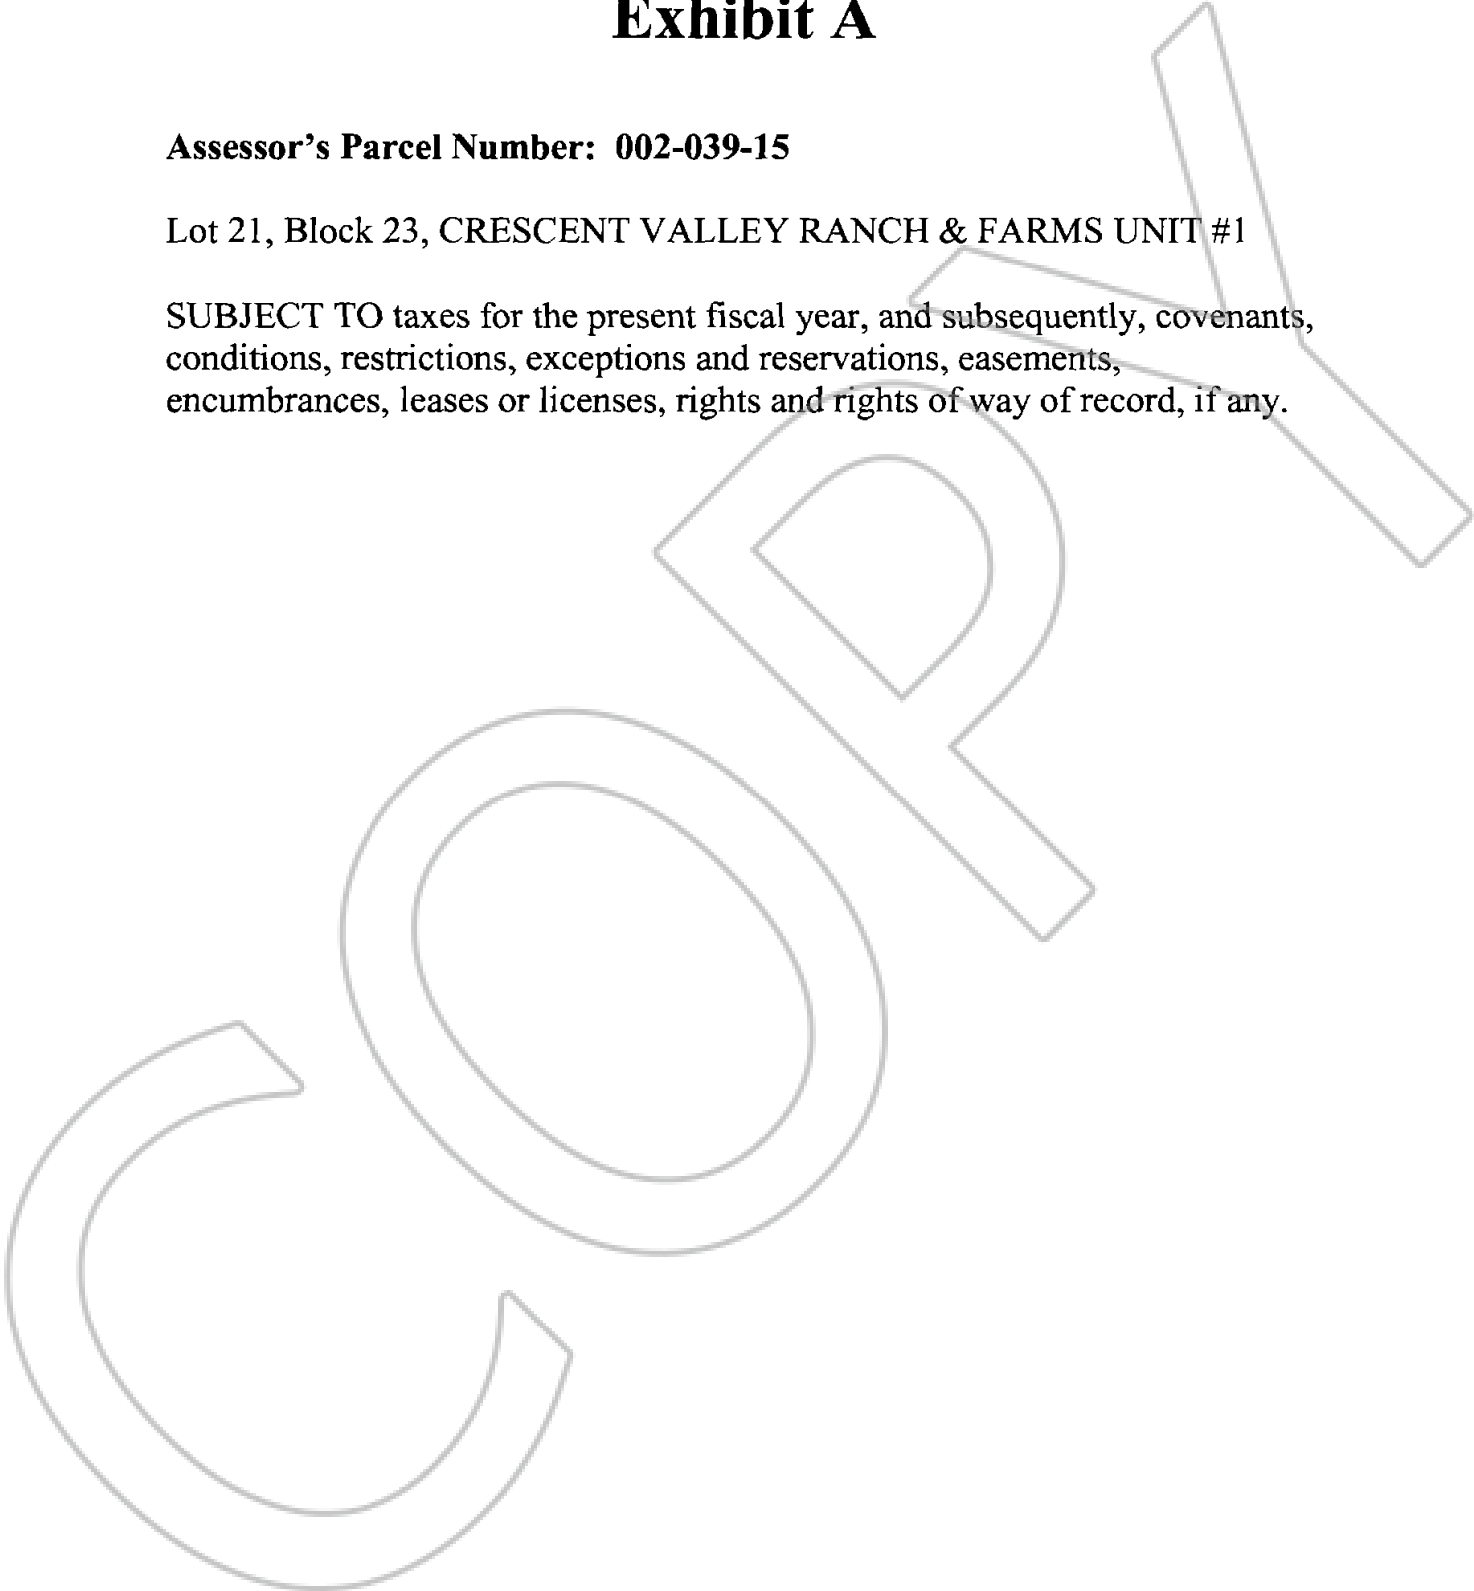 Exhibit A
Assessor's Parcel Number: 002-039-15
Lot 21, Block 23, CRESCENT VALLEY RANCH & FARMS UNIT #1
SUBJECT TO taxes for the present fiscal year, and subsequently, covenants,
conditions, restrictions, exceptions and reservations, easements,
encumbrances, leases or licenses, rights and rights of way of record, if any.
COPY